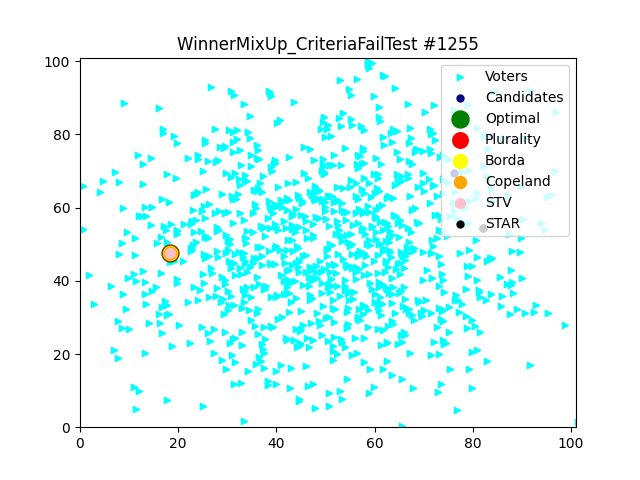 WinnerMixUp_CriteriaFailTest #1255
100
80
60
40
20
0
0 20 40 60 80 100
Voters
Candidates
Optimal
Plurality
Borda
Copeland
STV
STAR